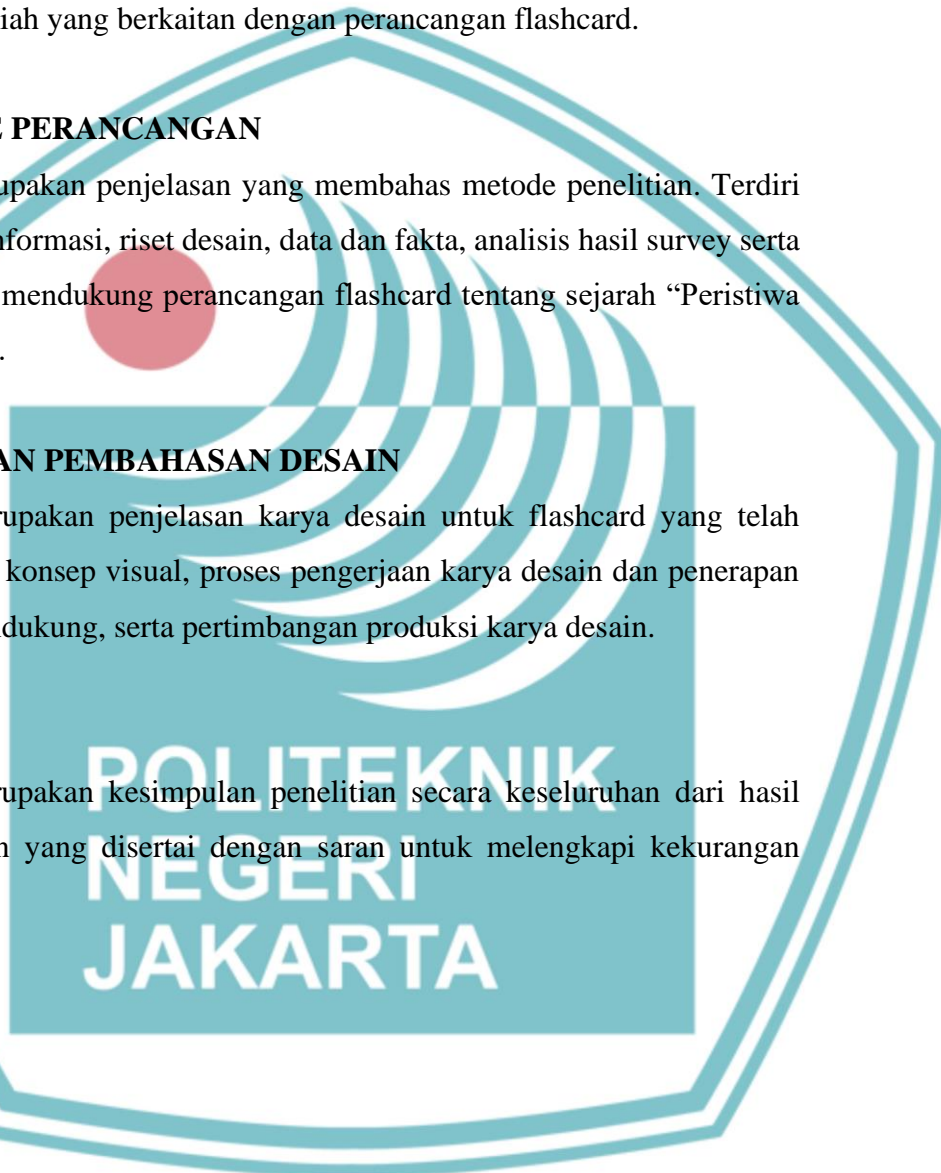 iah yang berkaitan dengan perancangan flashcard.
PERANCANGAN
upakan penjelasan yang membahas metode penelitian. Terdiri
nformasi, riset desain, data dan fakta, analisis hasil survey serta
mendukung perancangan flashcard tentang sejarah “Peristiwa
.
AN PEMBAHASAN DESAIN
rupakan penjelasan karya desain untuk flashcard yang telah
konsep visual, proses pengerjaan karya desain dan penerapan
ndukung, serta pertimbangan produksi karya desain.
rupakan kesimpulan penelitian secara keseluruhan dari hasil
n yang disertai dengan saran untuk melengkapi kekurangan
POLITEKNIK
NEGERI
JAKARTA